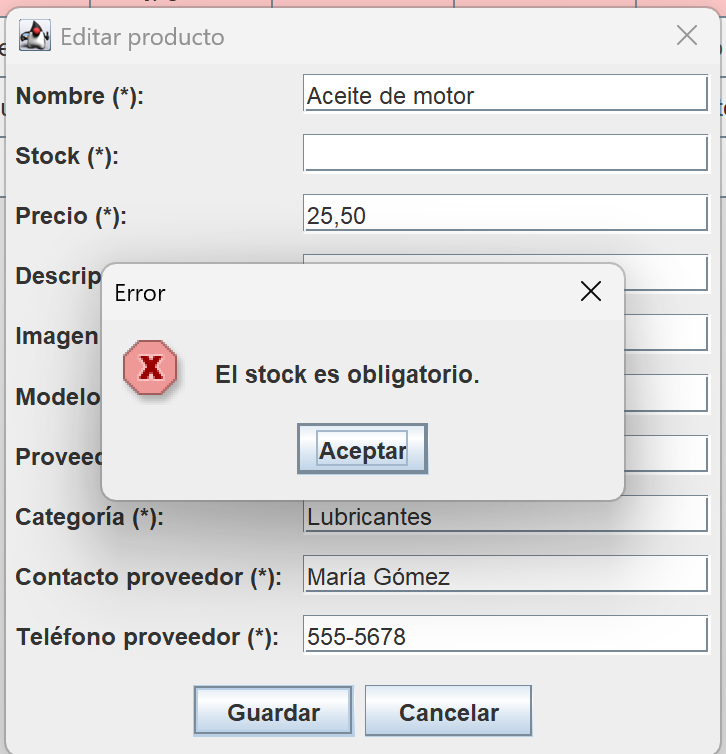 Editar producto
Nombre (*): Aceite de motor
Stock (*):
Precio (*): 25,50
Descrip
Error
Imagen
El stock es obligatorio.
Modelo
Aceptar
Proveed
Categoría (*): Lubricantes
Contacto proveedor (*): María Gómez
Teléfono proveedor (*): 555-5678
Guardar Cancelar